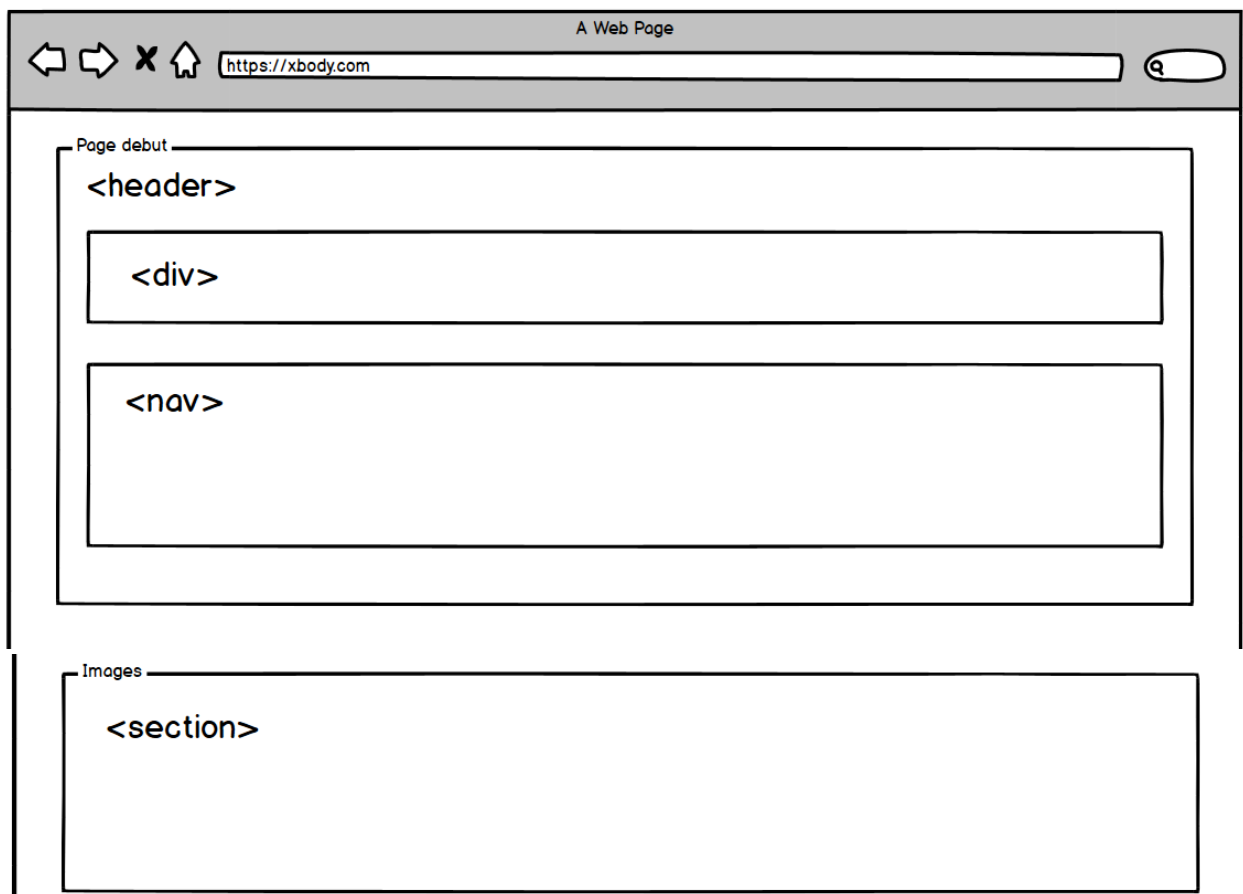 A Web Page
https://xbody.com
Page debut
<header>
<div>
<nav>
Images
<section>